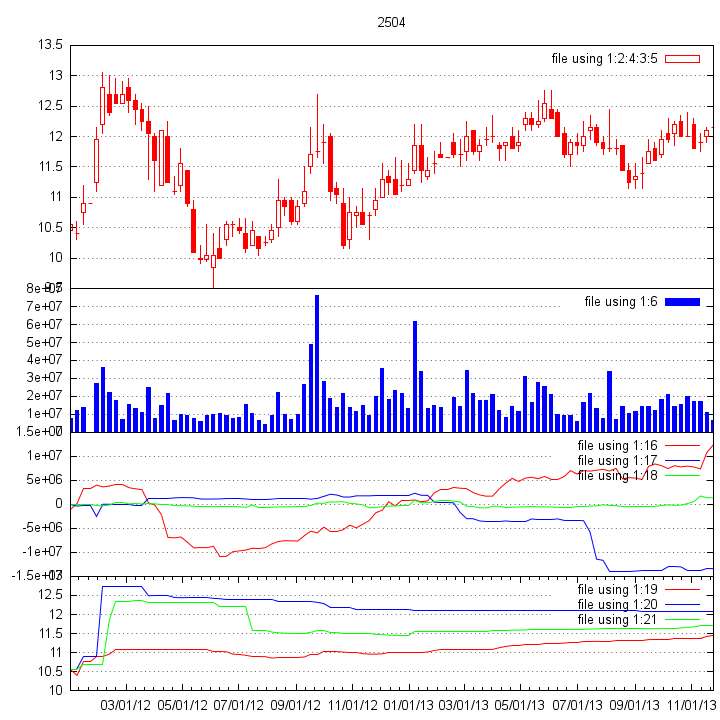 2504
13.5
file using 1:2:4:3:5
13
12.5
12
11.5
11
10.5
10
8e+07
file using 1:6
7e+07
6e+07
5e+07
4e+07
3e+07
2e+07
1e+07
file using 1:16
1e+07
file using 1:17
file using 1:18
5e+06
0
-5e+06
-1e+07
file using 1:19
12.5
file using 1:20
12
file using 1:21
11.5
11
10.5
10
03/01/12 05/01/12 07/01/12 09/01/12 11/01/12 01/01/13 03/01/13 05/01/13 07/01/13 09/01/13 11/01/13